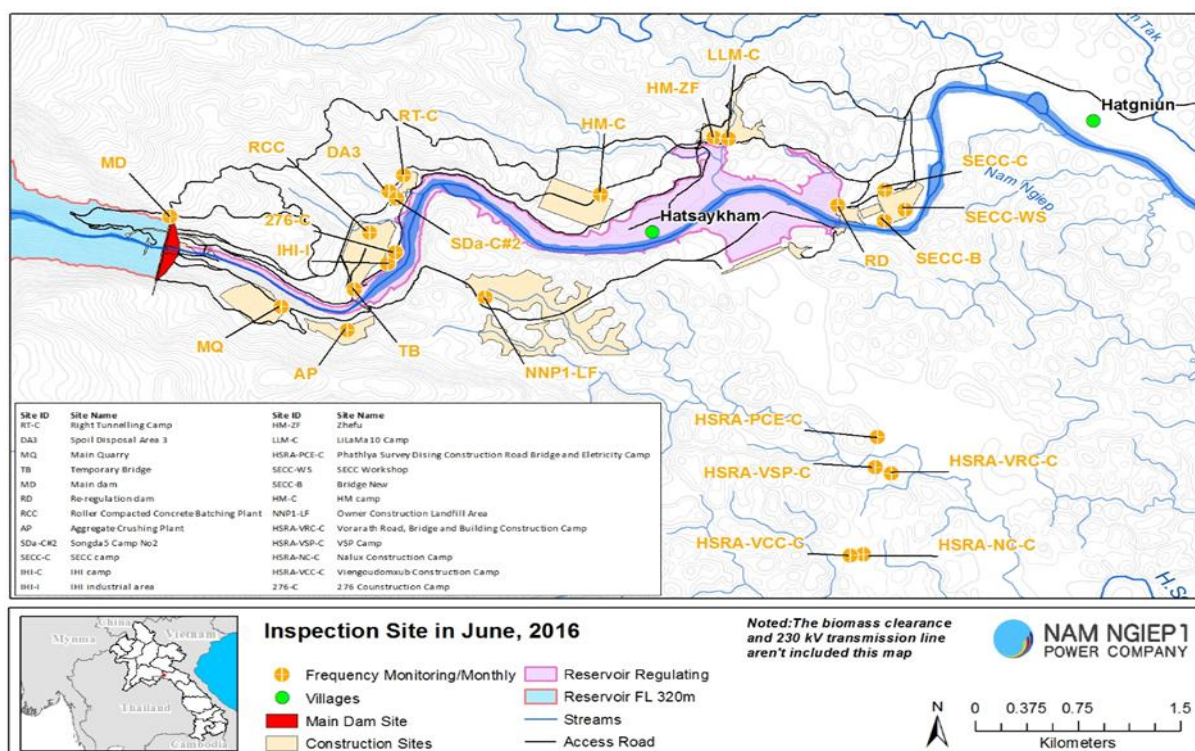 n Tak
LLM-C
HM-ZF
Hatgniun
RT-C
HM-C
RCC
DA3
MD
SECC-C
Nam Ngiep
276-C
SECC-WS
IHI-I
SDa-C#2
Hatsaykham
RD
SECC-B
MQ
TB
AP
NNP1-LF
HSRA-PCE-C
HSRA-VSP-C
HSRA-VRC-C
HSRA-VCC-C
HSRA-NC-C
H.S
Site ID Site Name Site ID Site Name
RT-C Right Tunnelling Camp HM-ZF Zhefu
DA3 Spoil Disposal Area 3 LLM-C LiLaMa10 Camp
MQ Main Quarry HSRA-PCE-C Phathlya Survey Dising Construction Road Bridge and Eletricity Camp
TB Temporary Bridge SECC-WS SECC Workshop
MD Main dam SECC-B Bridge New
RD Re-regulation dam HM-C HM camp
RCC Roller Compacted Concrete Batching Plant NNP1-LF Owner Construction Landfill Area
AP Aggregate Crushing Plant HSRA-VRC-C Vorarath Road, Bridge and Building Construction Camp
SDa-C#2 Songda5 Camp No2 HSRA-VSP-C VSP Camp
SECC-C SECC camp HSRA-NC-C Nalux Construction Camp
IHI-C IHI camp HSRA-VCC-C Viengoudomxub Construction Camp
IHI-I IHI industrial area 276-C 276 Counstruction Camp
China
Mynma
Vietnam
Thailand
Cambodia
Inspection Site in June, 2016
Frequency Monitoring/Monthly
Villages
Main Dam Site
Construction Sites
Reservoir Regulating
Reservoir FL 320m
Streams
Access Road
Noted:The biomass clearance
and 230 kV transmission line
aren't included this map
NAM NGIEP 1
POWER COMPANY
N
0 0.375 0.75 1.5
Kilometers